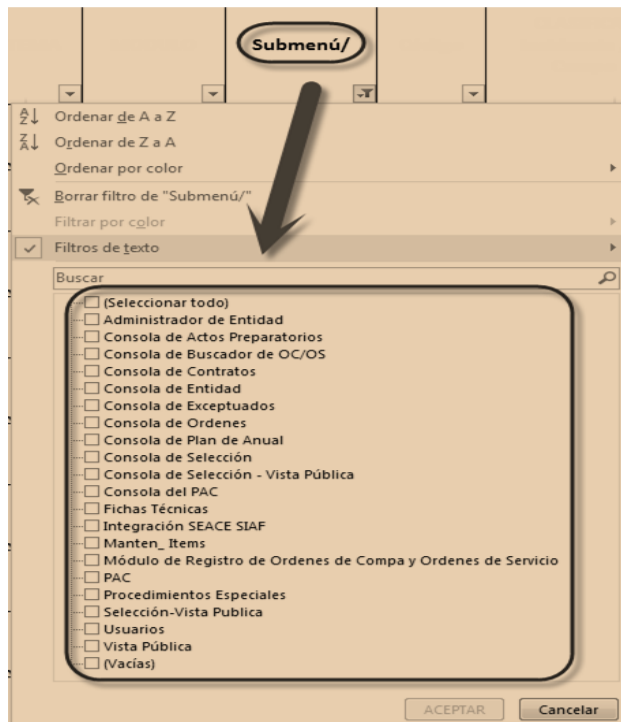 Submenú/
Ordenar de A a Z
Ordenar de Z a A
Ordenar por color
Borrar filtro de "Submenú/"
Filtrar por color
Filtros de texto
Buscar
(Seleccionar todo)
Administrador de Entidad
Consola de Actos Preparatorios
Consola de Buscador de OC/OS
Consola de Contratos
Consola de Entidad
Consola de Exceptuados
Consola de Ordenes
Consola de Plan de Anual
Consola de Selección
Consola de Selección - Vista Pública
Consola del PAC
Fichas Técnicas
Integración SEACE SIAF
Manten_ Items
Módulo de Registro de Ordenes de Compa y Ordenes de Servicio
PAC
Procedimientos Especiales
Selección-Vista Publica
Usuarios
Vista Pública
(Vacías)
ACEPTAR Cancelar